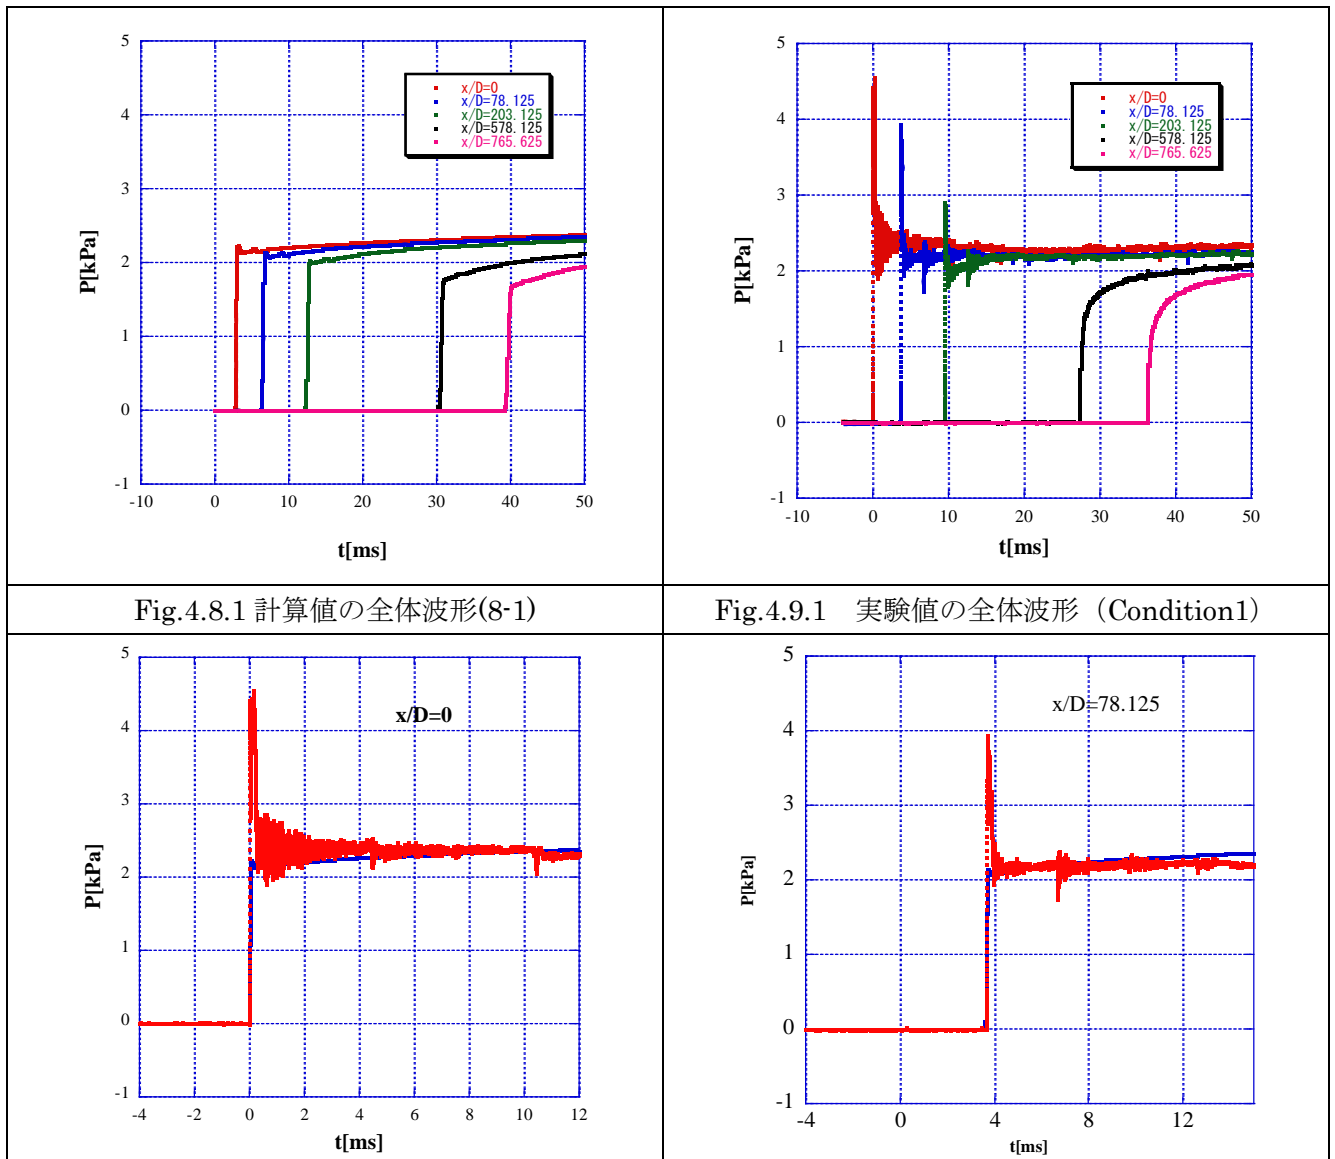 5
4
3
2
1
0
-1
P[kPa]
x/D=0
x/D=78.125
x/D=203.125
x/D=578.125
x/D=765.625
-10 0 10 20 30 40 50
t[ms]
5
4
3
2
1
0
-1
P[kPa]
x/D=0
x/D=78.125
x/D=203.125
x/D=578.125
x/D=765.625
-10 0 10 20 30 40 50
t[ms]
Fig.4.8.1 計算値の全体波形(8-1)
Fig.4.9.1 実験値の全体波形（Condition1）
5
4
3
2
1
0
-1
P[kPa]
x/D=0
-4 -2 0 2 4 6 8 10 12
t[ms]
5
4
3
2
1
0
-1
P[kPa]
x/D=78.125
-4 0 4 8 12
t[ms]